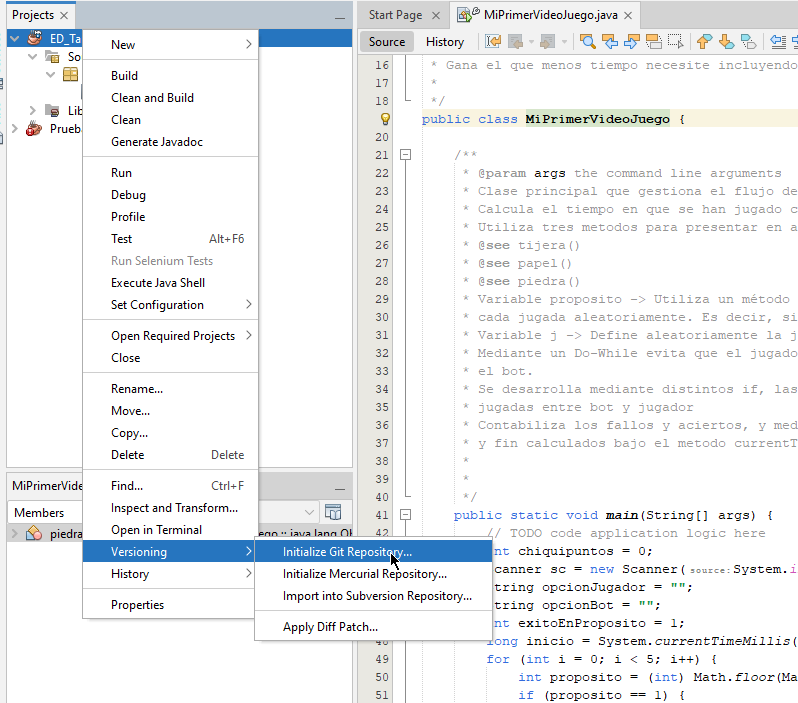 Projects
ED_Ta
So
Lib
Prueb
New
Build
Clean and Build
Clean
Generate Javadoc
Run
Debug
Profile
Test Alt+F6
Run Selenium Tests
Execute Java Shell
Set Configuration
Open Required Projects
Close
Rename...
Move...
Copy...
Delete Delete
Find... Ctrl+F
Inspect and Transform...
Open in Terminal
Versioning
History
Properties
Initialize Git Repository...
Initialize Mercurial Repository...
Import into Subversion Repository...
Apply Diff Patch...
MiPrimerVide
Members
piedra
ego :: java.lang.Ob
Start Page
MiPrimerVideoJuego.java
Source History
16 * Gana el que menos tiempo necesite incluyendo
17 *
18 */
public class MiPrimerVideoJuego {
20
21 /**
22 * @param args the command line arguments
23 * Clase principal que gestiona el flujo de
24 * Calcula el tiempo en que se han jugado c
25 * Utiliza tres metodos para presentar en a
26 * @see tijera()
27 * @see papel()
28 * @see piedra()
29 * Variable proposito -> Utiliza un método
30 * cada jugada aleatoriamente. Es decir, si
31 * Variable j -> Define aleatoriamente la j
32 * Mediante un Do-While evita que el jugado
33 * el bot.
34 * Se desarrolla mediante distintos if, las
35 * jugadas entre bot y jugador
36 * Contabiliza los fallos y aciertos, y med
37 * y fin calculados bajo el metodo currentT
38 *
39 *
40 */
41 public static void main(String[] args) {
42 // TODO code application logic here
nt chiquipuntos = 0;
canner sc = new Scanner(source:System.i
tring opcionJugador = "";
tring opcionBot = "";
nt exitoEnProposito = 1;
long inicio = System.currentTimeMillis(
49 for (int i = 0; i < 5; i++) {
50 int proposito = (int) Math.floor(Ma
51 if (proposito == 1) {